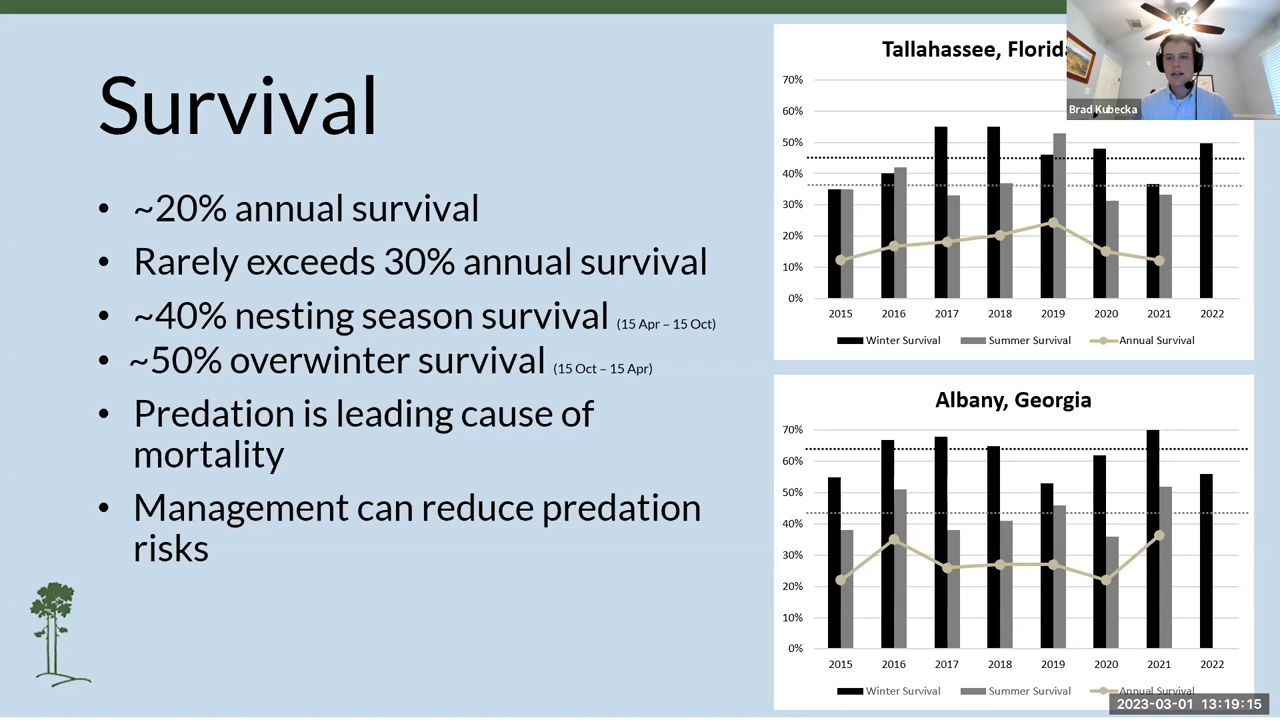 Survival
• ~20% annual survival
• Rarely exceeds 30% annual survival
• ~40% nesting season survival (15 Apr – 15 Oct)
• ~50% overwinter survival (15 Oct – 15 Apr)
• Predation is leading cause of
mortality
• Management can reduce predation
risks
Tallahassee, Florida
70%
60%
50%
40%
30%
20%
10%
0%
2015 2016 2017 2018 2019 2020 2021 2022
Winter Survival Summer Survival Annual Survival
Brad Kubecka
Albany, Georgia
70%
60%
50%
40%
30%
20%
10%
0%
2015 2016 2017 2018 2019 2020 2021 2022
Winter Survival Summer Survival Annual Survival
2023-03-01 13:19:15